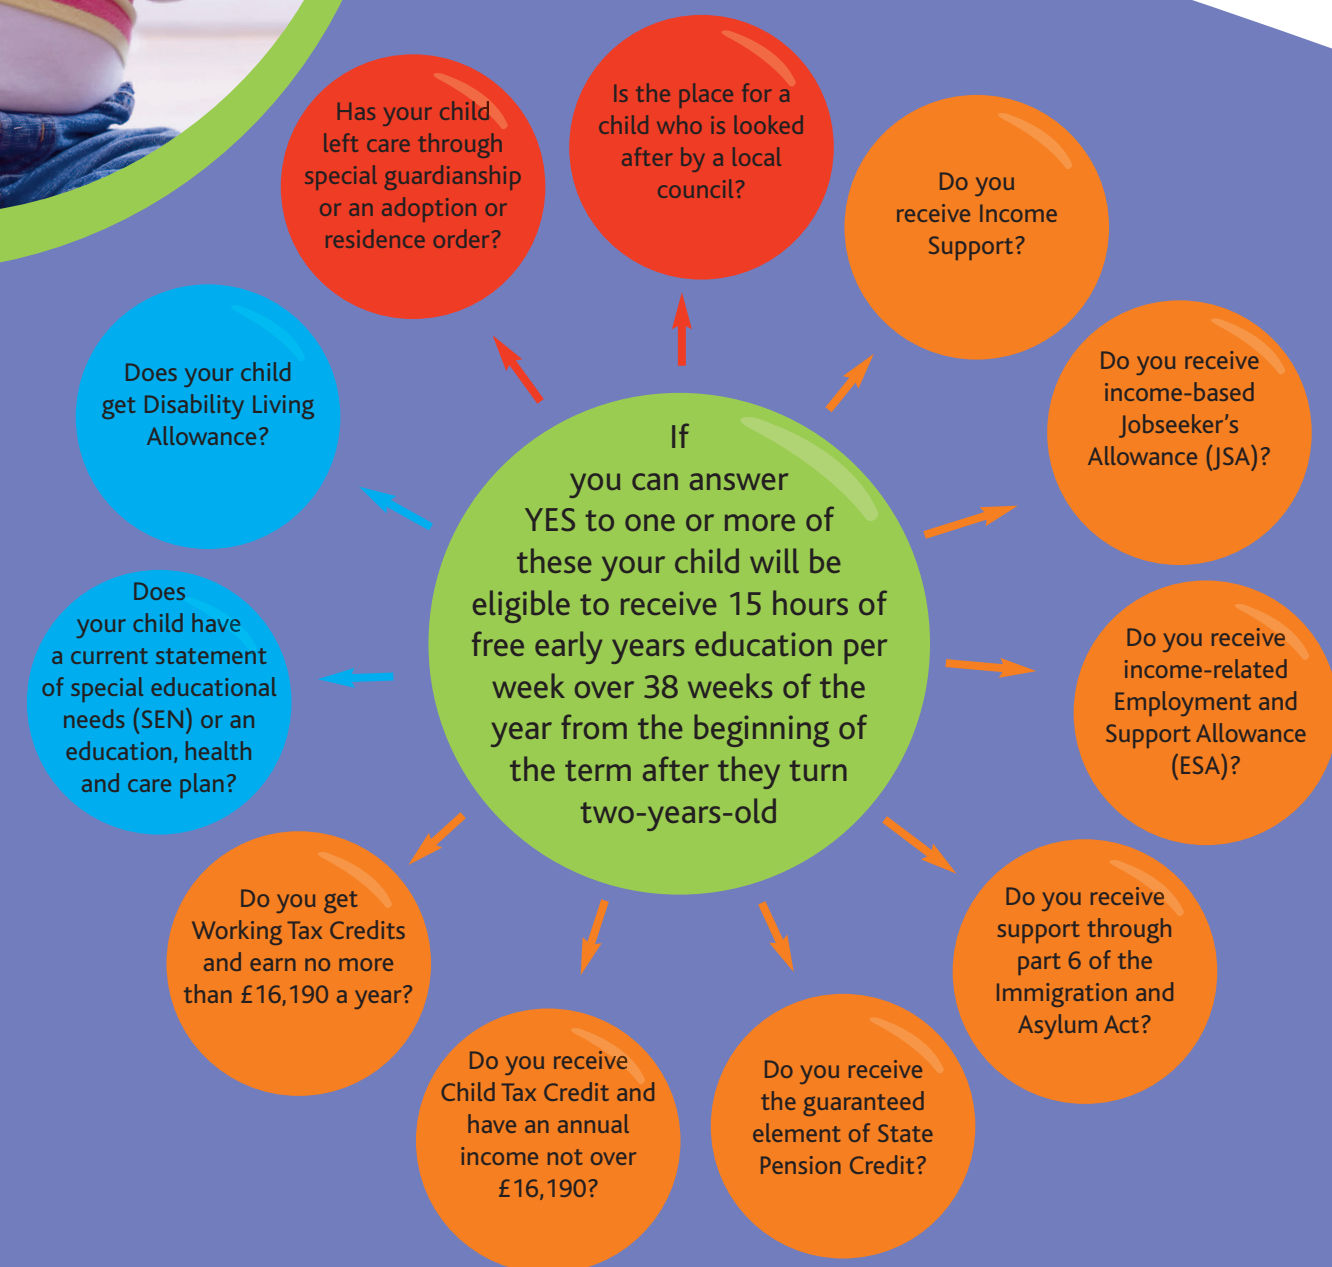 Has your child
left care through
special guardianship
or an adoption or
residence order?
Is the place for a
child who is looked
after by a local
council?
Do you
receive Income
Support?
Do you receive
income-based
Jobseeker’s
Allowance (JSA)?
Do you receive
income-related
Employment and
Support Allowance
(ESA)?
Do you receive
support through
part 6 of the
Immigration and
Asylum Act?
Do you receive
the guaranteed
element of State
Pension Credit?
Do you receive
Child Tax Credit and
have an annual
income not over
£16,190?
Do you get
Working Tax Credits
and earn no more
than £16,190 a year?
Does
your child have
a current statement
of special educational
needs (SEN) or an
education, health
and care plan?
Does your child
get Disability Living
Allowance?
If
you can answer
YES to one or more of
these your child will be
eligible to receive 15 hours of
free early years education per
week over 38 weeks of the
year from the beginning of
the term after they turn
two-years-old